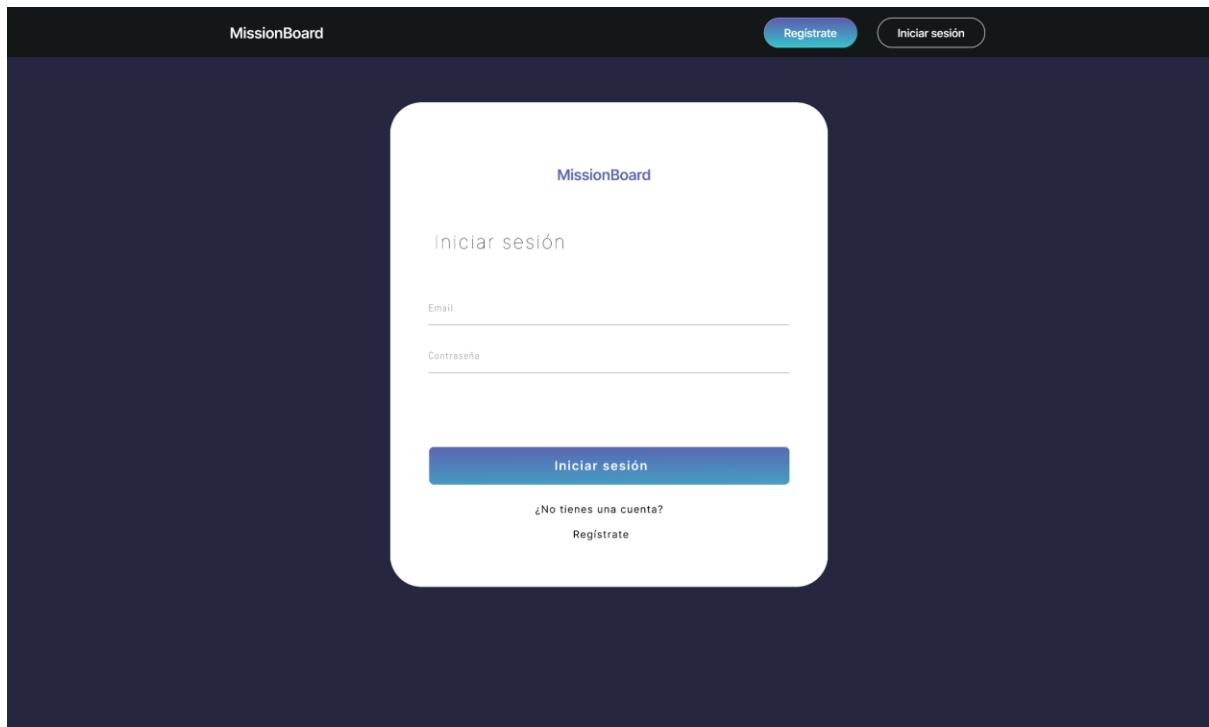 MissionBoard
Regístrate
Iniciar sesión
MissionBoard
Iniciar sesión
Email
Contraseña
Iniciar sesión
¿No tienes una cuenta?
Regístrate